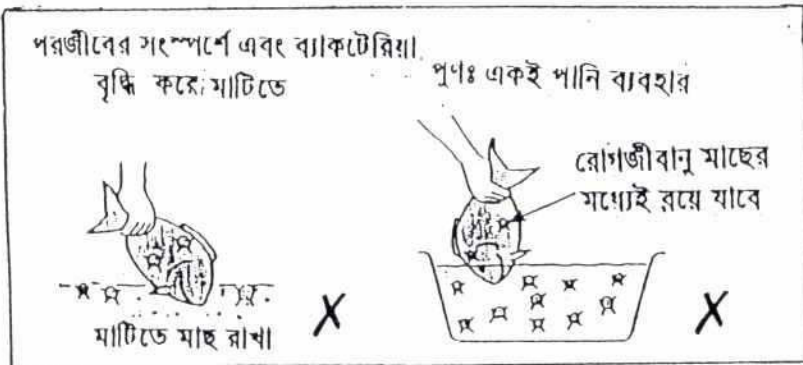 পরজীবের সংস্পর্শে এবং ব্যাকটেরিয়া
বৃদ্ধি করে মাটিতে
পুণঃ একই পানি ব্যবহার
রোগজীবানু মাছের
মধ্যেই রয়ে যাবে
মাটিতে মাছ রাখা
X
X